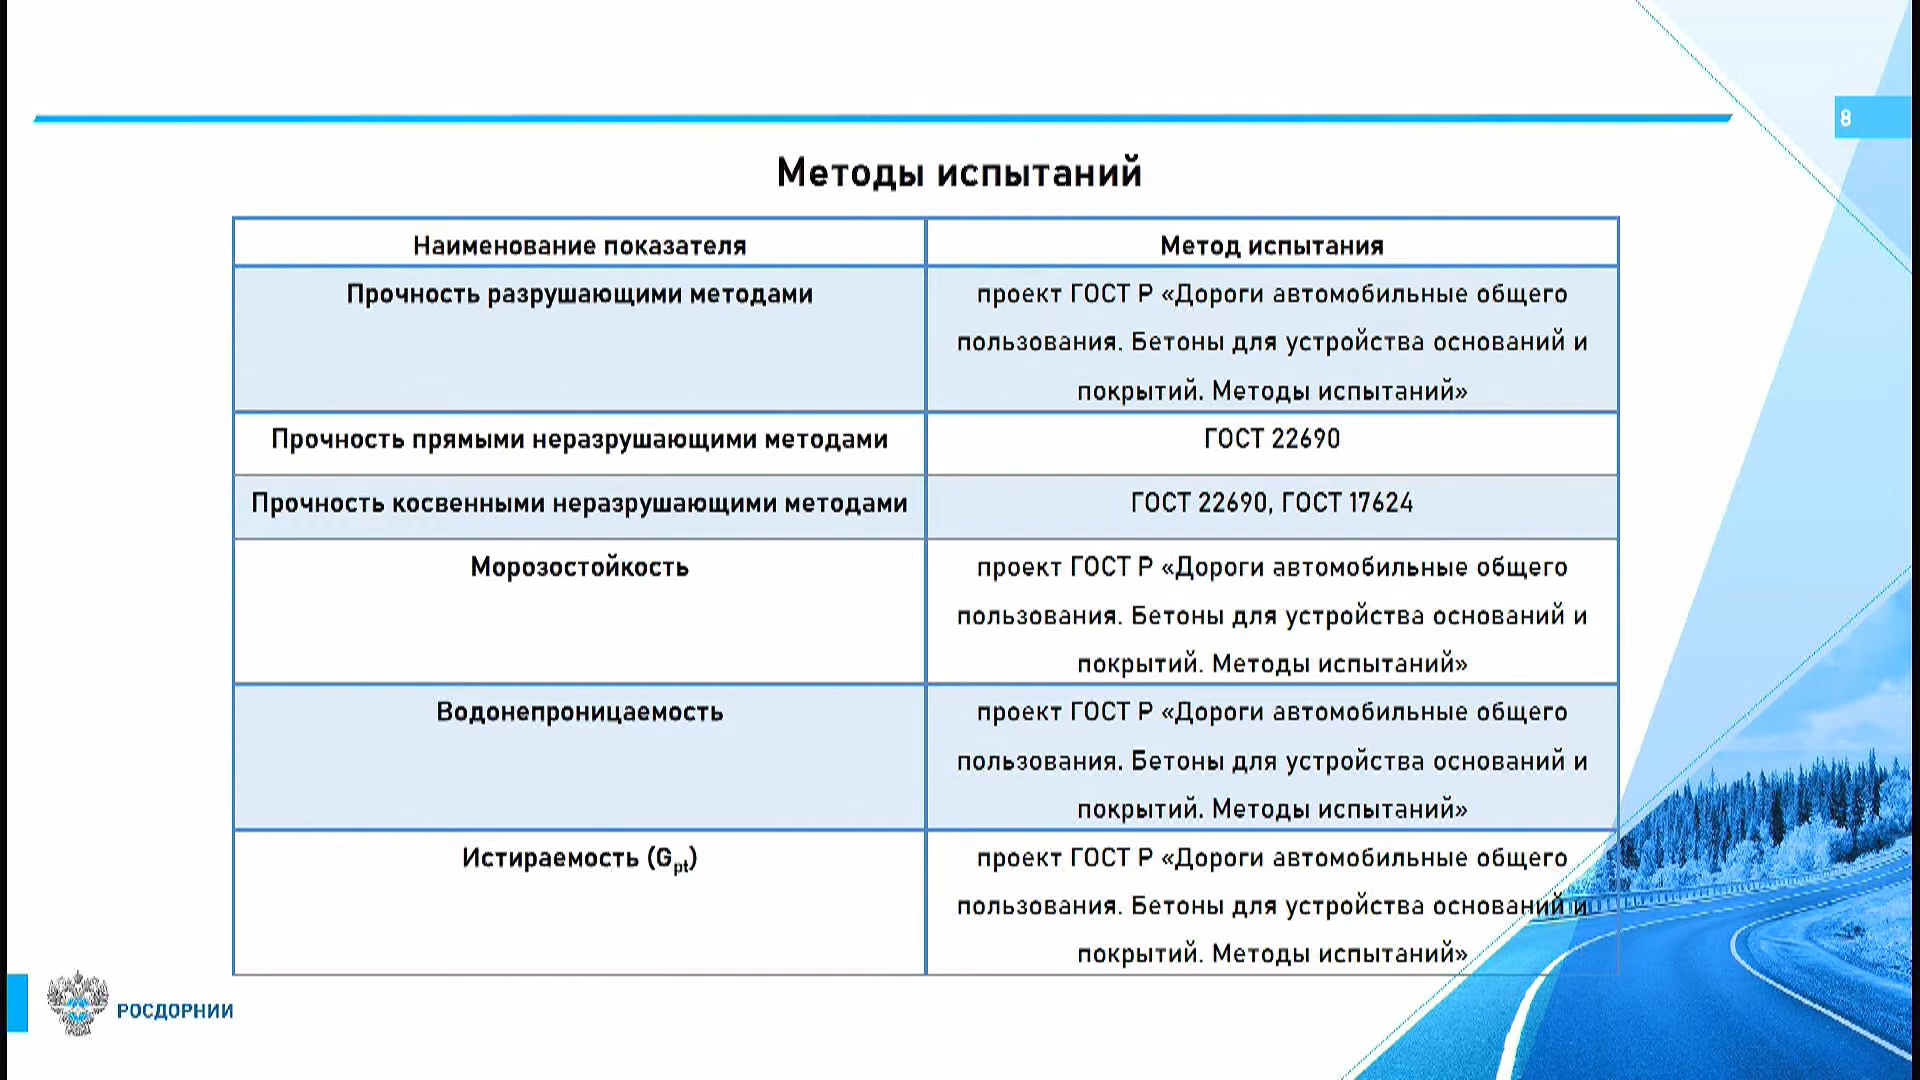 8
Методы испытаний
Наименование показателя
Метод испытания
Прочность разрушающими методами
проект ГОСТ Р «Дороги автомобильные общего
пользования. Бетоны для устройства оснований и
покрытий. Методы испытаний»
Прочность прямыми неразрушающими методами
ГОСТ 22690
Прочность косвенными неразрушающими методами
ГОСТ 22690, ГОСТ 17624
Морозостойкость
проект ГОСТ Р «Дороги автомобильные общего
пользования. Бетоны для устройства оснований и
покрытий. Методы испытаний»
Водонепроницаемость
проект ГОСТ Р «Дороги автомобильные общего
пользования. Бетоны для устройства оснований и
покрытий. Методы испытаний»
Истираемость (Gpt)
проект ГОСТ Р «Дороги автомобильные общего
пользования. Бетоны для устройства оснований и
покрытий. Методы испытаний»
РОСДОРНИИ